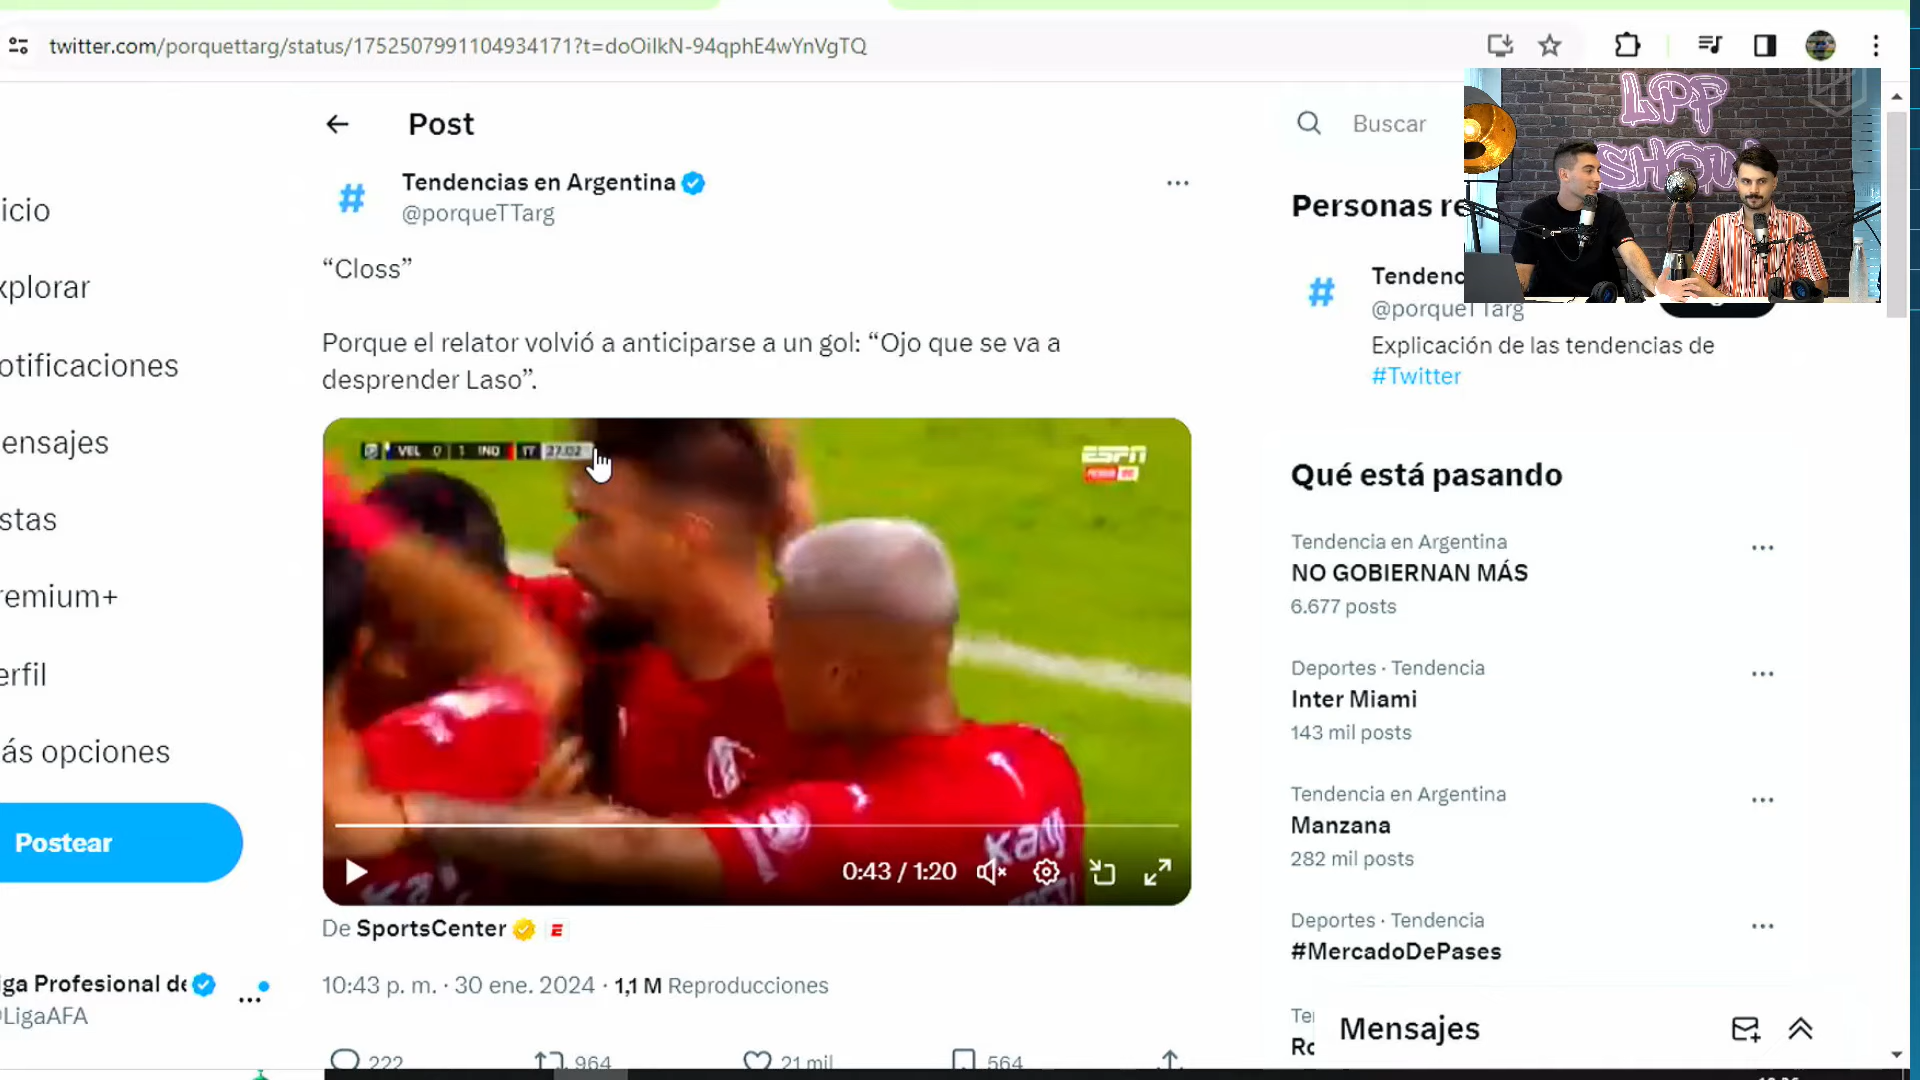 twitter.com/porquettarg/status/1752507991104934171?t=doOiIkN-94qphE4wYnVgTQ
LPF
SHOW
Post
Buscar
Tendencias en Argentina
@porqueTTarg
“Closs”
Porque el relator volvió a anticiparse a un gol: “Ojo que se va a
desprender Laso”.
VEL 0 1 IND 1T 27:02
ESPN
0:43 / 1:20
De SportsCenter
10:43 p. m. · 30 ene. 2024 · 1,1 M Reproducciones
222
964
21 mil
564
icio
xplorar
otificaciones
ensajes
stas
remium+
erfil
ás opciones
Postear
iga Profesional de
@LigaAFA
Personas re
Tendenc
@porqueTTarg
Explicación de las tendencias de
#Twitter
Qué está pasando
Tendencia en Argentina
NO GOBIERNAN MÁS
6.677 posts
Deportes · Tendencia
Inter Miami
143 mil posts
Tendencia en Argentina
Manzana
282 mil posts
Deportes · Tendencia
#MercadoDePases
Te
Ro
Mensajes